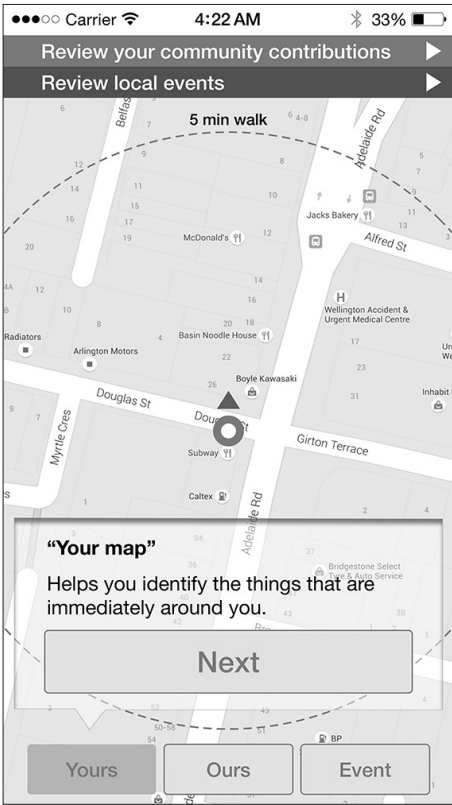 ●●●○○ Carrier 4:22 AM 33%
Review your community contributions
Review local events
5 min walk
Adelaide Rd
Jacks Bakery
Alfred St
McDonald's
Wellington Accident &
Urgent Medical Centre
Radiators
Arlington Motors
Basin Noodle House
Boyle Kawasaki
Inhabit
Douglas St
Myrtle Cres
Girton Terrace
Subway
Caltex
Adelaide Rd
Bridgestone Select
Tyre & Auto Service
“Your map”
Helps you identify the things that are
immediately around you.
Next
BP
Yours Ours Event